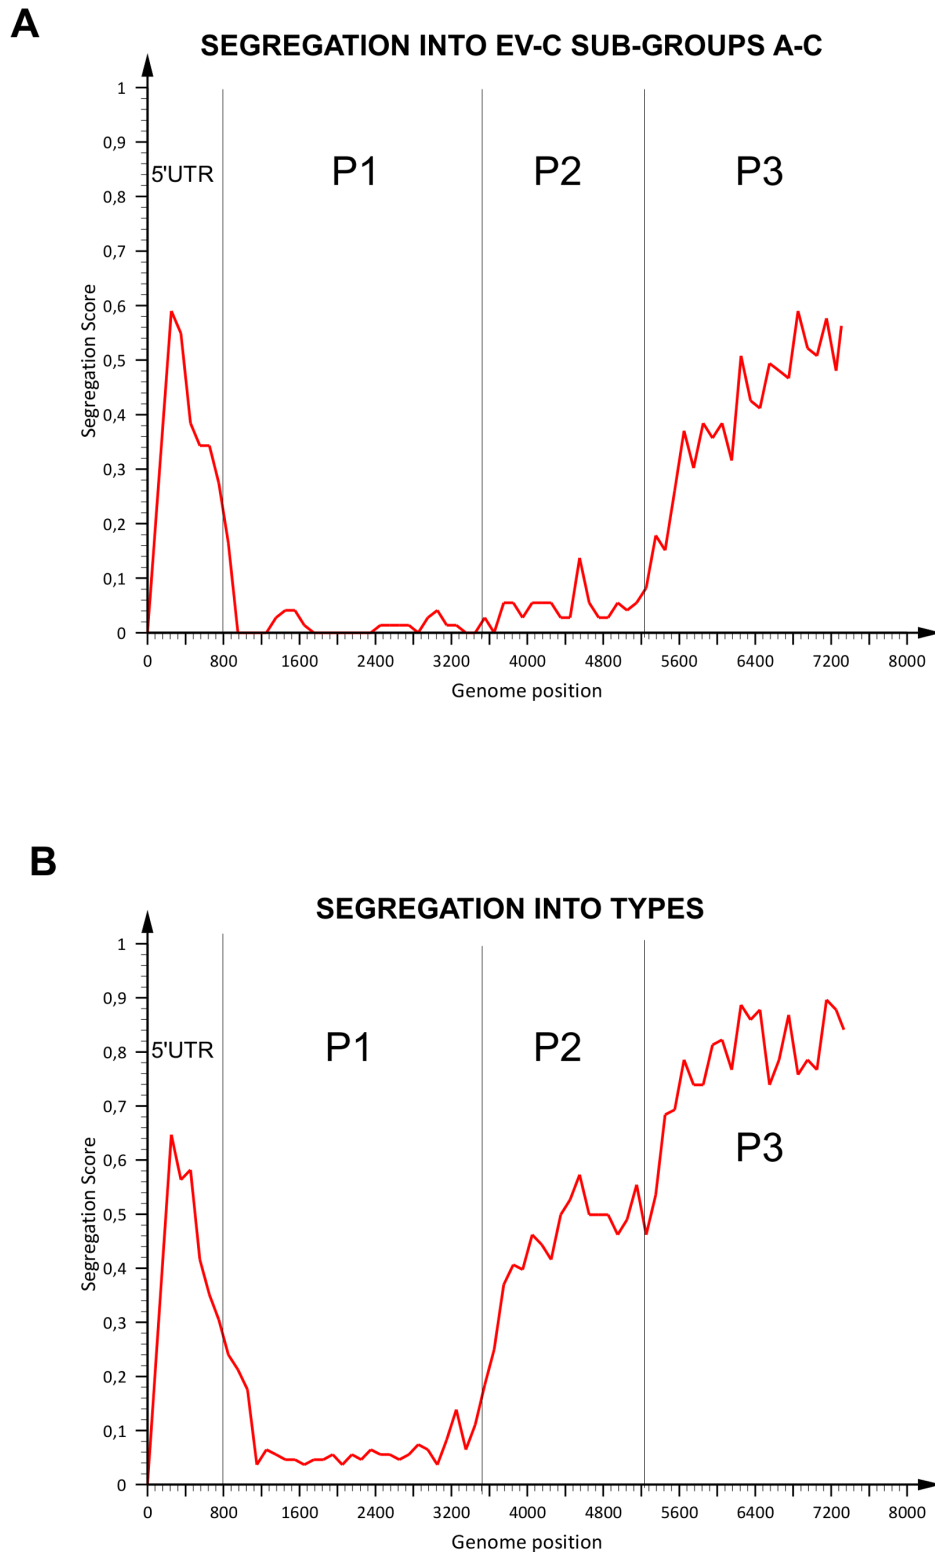 A
SEGREGATION INTO EV-C SUB-GROUPS A-C
1
0,9
0,8
0,7
0,6
0,5
0,4
0,3
0,2
0,1
0
Segregation Score
5'UTR
P1
P2
P3
0 800 1600 2400 3200 4000 4800 5600 6400 7200 8000
Genome position
B
SEGREGATION INTO TYPES
1
0,9
0,8
0,7
0,6
0,5
0,4
0,3
0,2
0,1
0
Segregation Score
5'UTR
P1
P2
P3
0 800 1600 2400 3200 4000 4800 5600 6400 7200 8000
Genome position